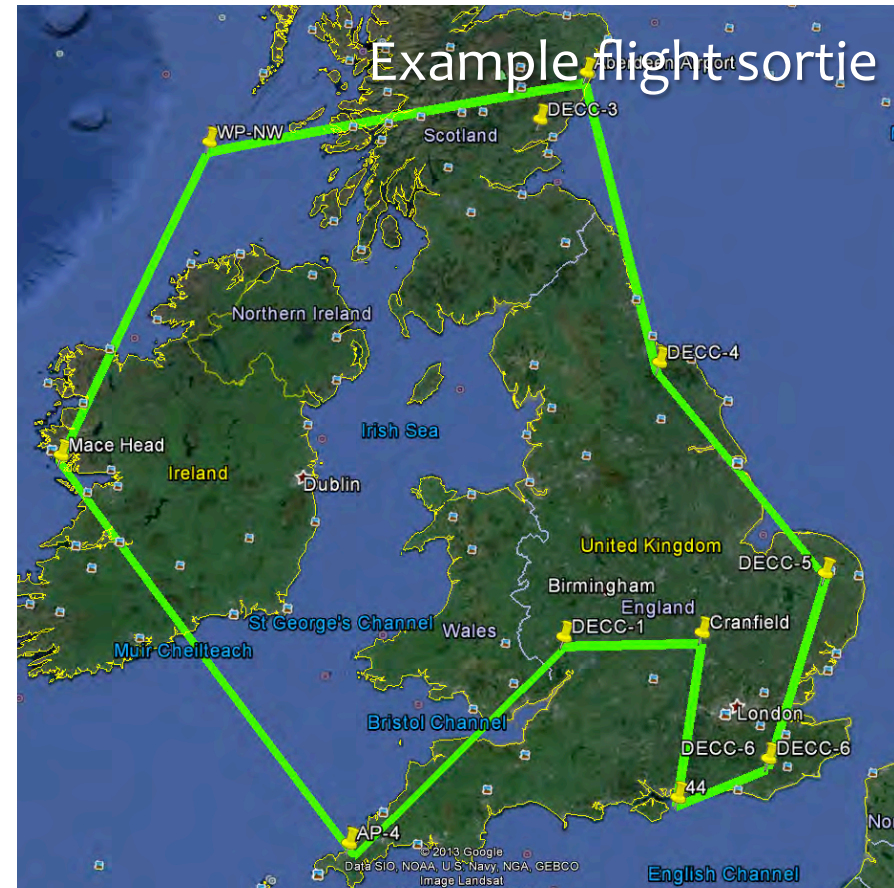 Example flight sortie
Aberdeen Airport
DECC-3
WP-NW
Scotland
Northern Ireland
DECC-4
Irish Sea
Mace Head
Ireland
Dublin
United Kingdom
DECC-5
Birmingham
England
St George's Channel
Wales
DECC-1
Cranfield
Muir Cheilteach
Bristol Channel
London
DECC-6
DECC-6
44
AP-4
No
© 2013 Google
Data SIO, NOAA, U.S. Navy, NGA, GEBCO
Image Landsat
English Channel